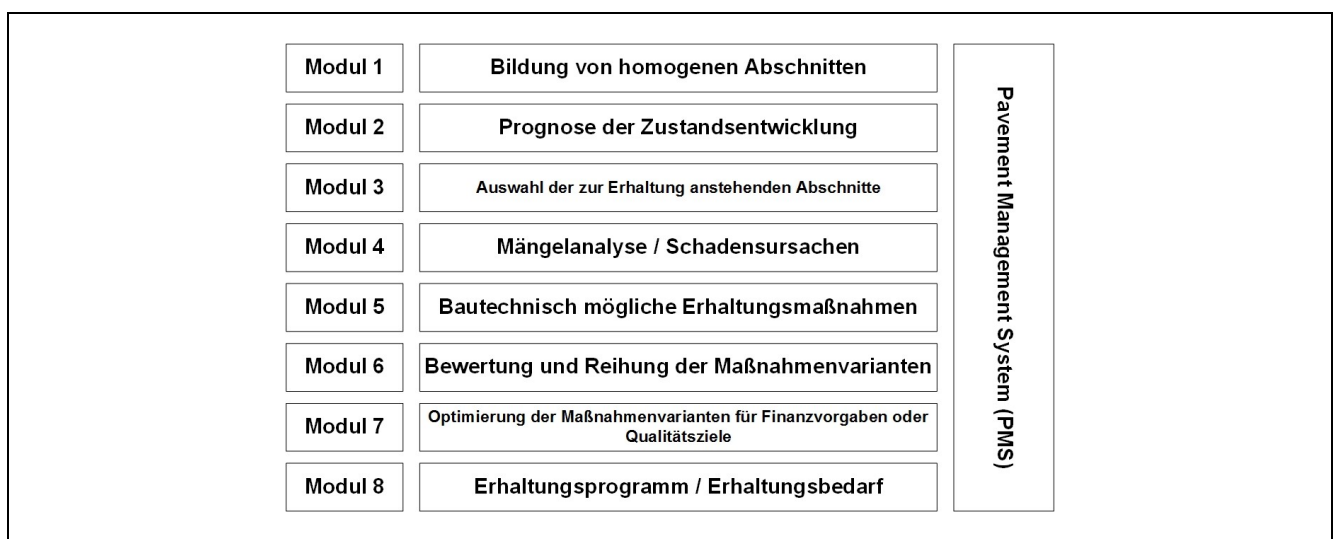 Modul 1
Bildung von homogenen Abschnitten
Modul 2
Prognose der Zustandsentwicklung
Modul 3
Auswahl der zur Erhaltung anstehenden Abschnitte
Modul 4
Mängelanalyse / Schadensursachen
Modul 5
Bautechnisch mögliche Erhaltungsmaßnahmen
Modul 6
Bewertung und Reihung der Maßnahmenvarianten
Modul 7
Optimierung der Maßnahmenvarianten für Finanzvorgaben oder
Qualitätsziele
Modul 8
Erhaltungsprogramm / Erhaltungsbedarf
Pavement Management System (PMS)